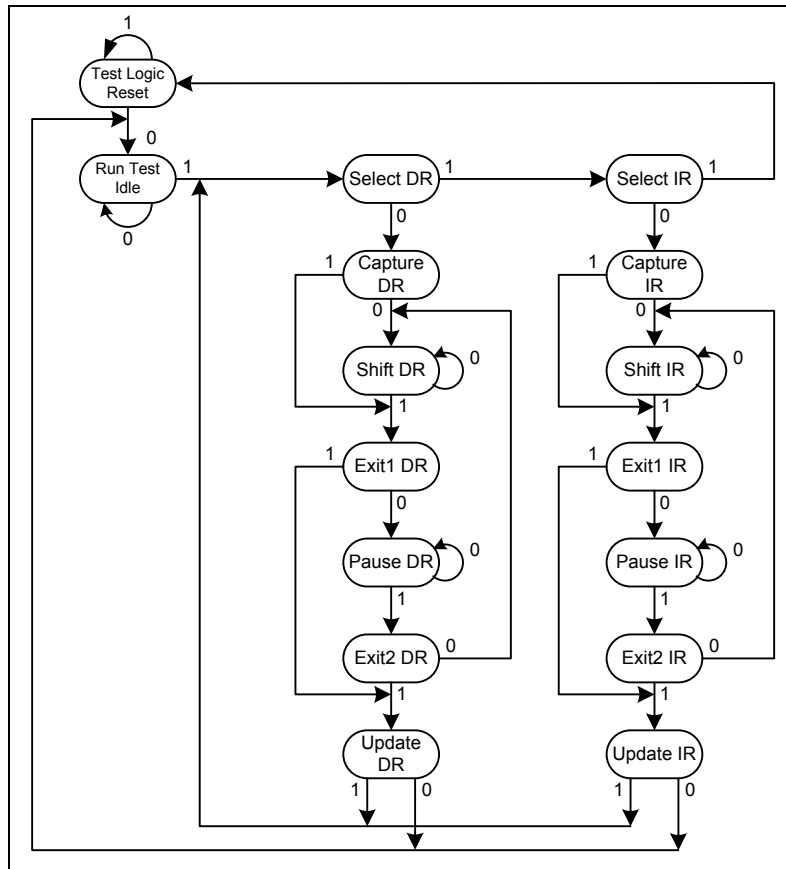 1
Test Logic
Reset
0
Run Test
Idle
1
0
Select DR
1
Select IR
1
0
0
1
Capture
DR
0
1
Capture
IR
0
Shift DR
0
1
Shift IR
0
1
1
Exit1 DR
0
1
Exit1 IR
0
Pause DR
0
1
Pause IR
0
1
Exit2 DR
0
1
Exit2 IR
0
1
Update
DR
1
0
Update IR
1
0